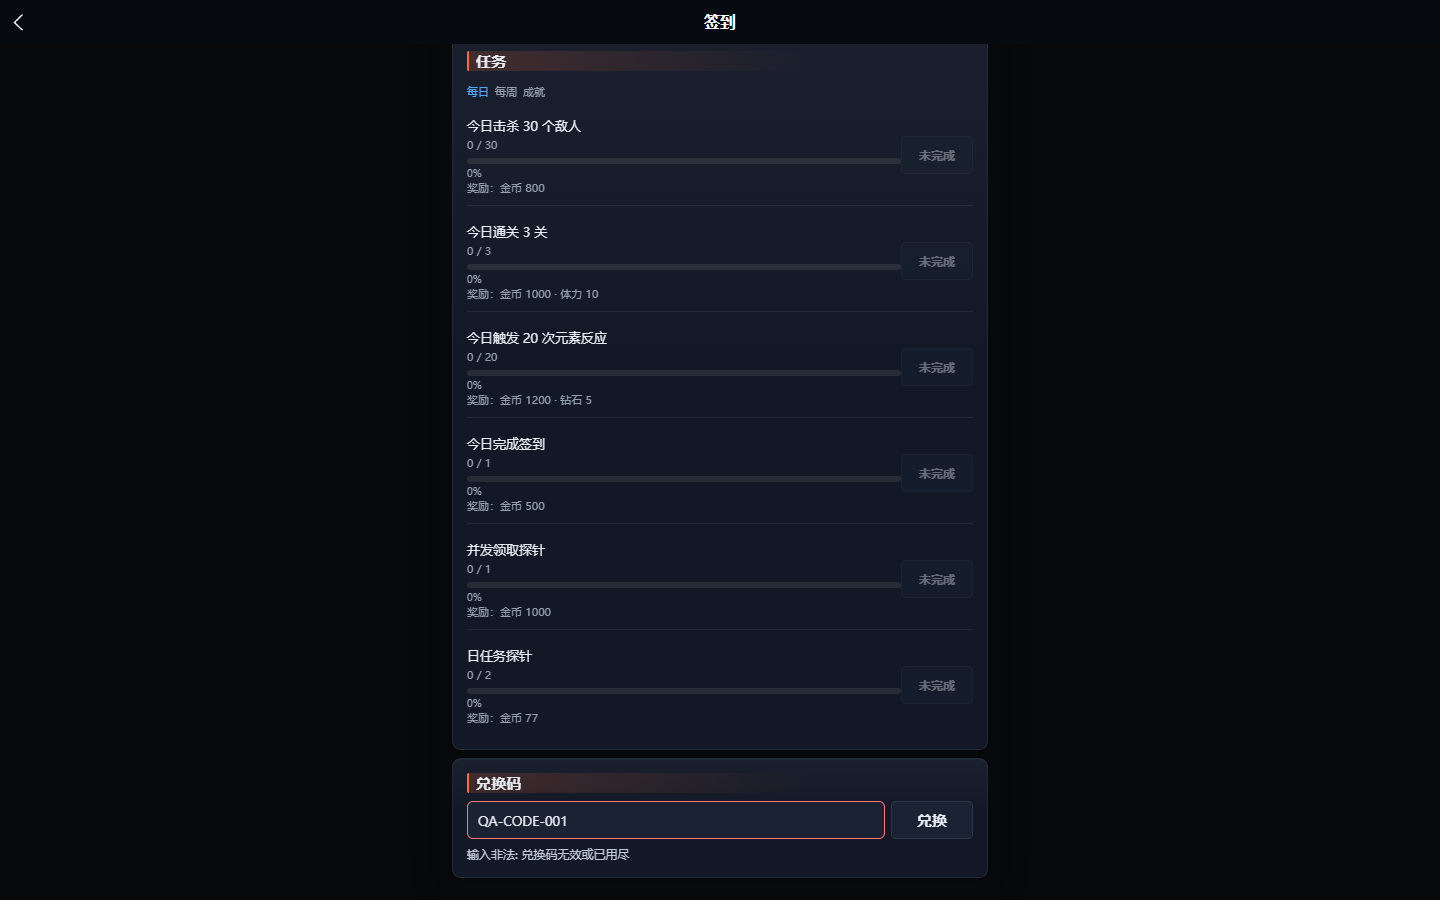 签到
任务
每日 每周 成就
今日击杀 30 个敌人
0 / 30
未完成
0%
奖励：金币 800
今日通关 3 关
0 / 3
未完成
0%
奖励：金币 1000 · 体力 10
今日触发 20 次元素反应
0 / 20
未完成
0%
奖励：金币 1200 · 钻石 5
今日完成签到
0 / 1
未完成
0%
奖励：金币 500
并发领取探针
0 / 1
未完成
0%
奖励：金币 1000
日任务探针
0 / 2
未完成
0%
奖励：金币 77
兑换码
QA-CODE-001
兑换
输入非法: 兑换码无效或已用尽